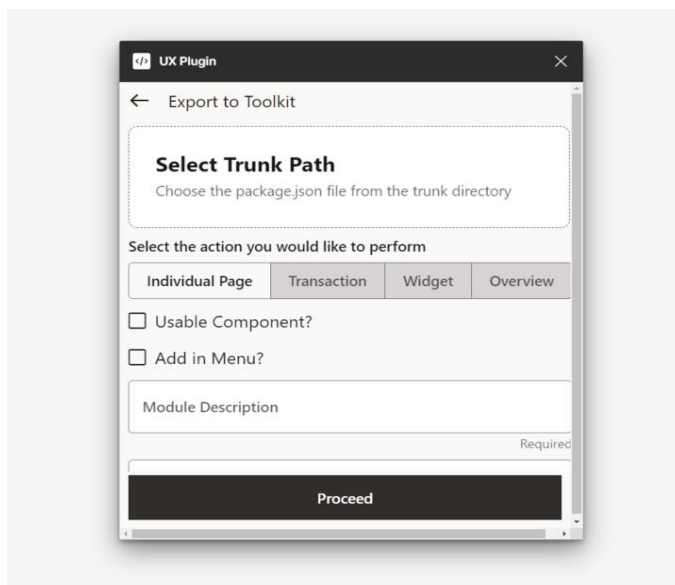 </> UX Plugin
Export to Toolkit
Select Trunk Path
Choose the package.json file from the trunk directory
Select the action you would like to perform
Individual Page Transaction Widget Overview
Usable Component?
Add in Menu?
Module Description
Required
Proceed